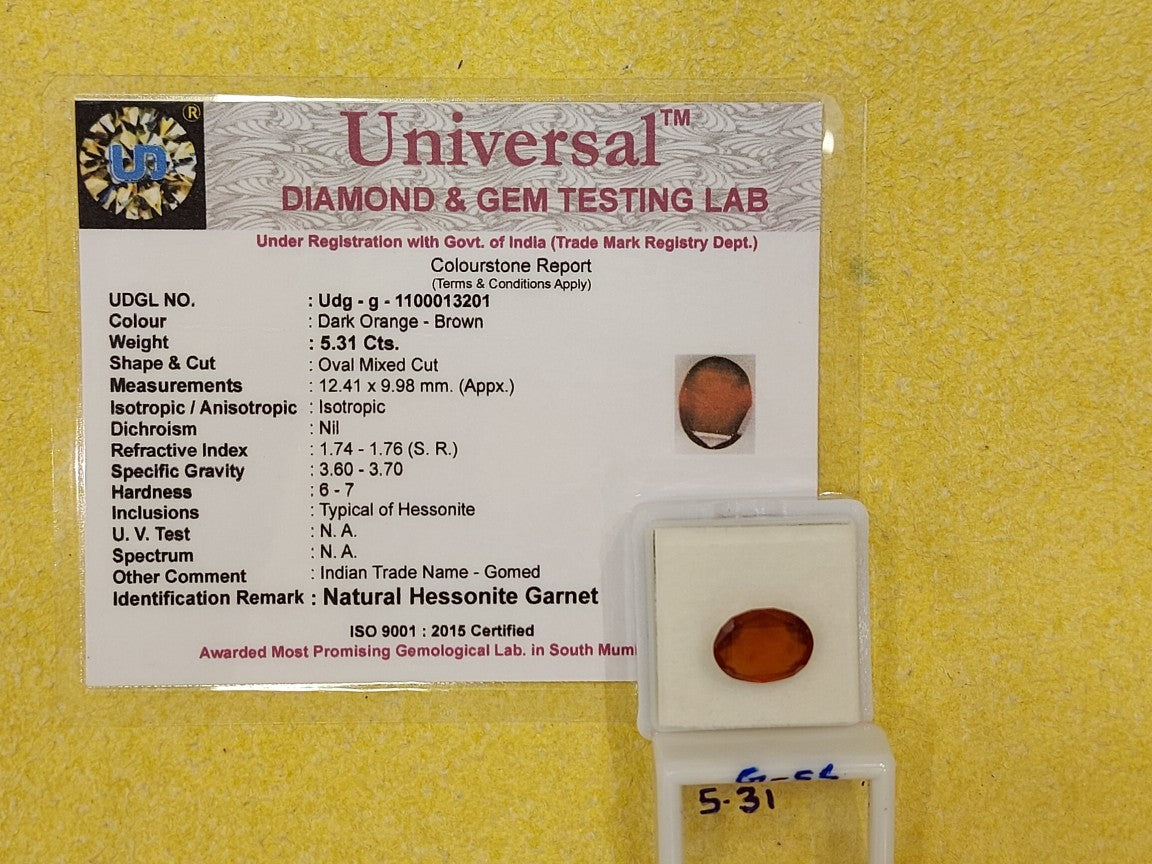 UD ®
Universal™
DIAMOND & GEM TESTING LAB
Under Registration with Govt. of India (Trade Mark Registry Dept.)
Colourstone Report
(Terms & Conditions Apply)
UDGL NO. : Udg - g - 1100013201
Colour : Dark Orange - Brown
Weight : 5.31 Cts.
Shape & Cut : Oval Mixed Cut
Measurements : 12.41 x 9.98 mm. (Appx.)
Isotropic / Anisotropic : Isotropic
Dichroism : Nil
Refractive Index : 1.74 - 1.76 (S. R.)
Specific Gravity : 3.60 - 3.70
Hardness : 6 - 7
Inclusions : Typical of Hessonite
U. V. Test : N. A.
Spectrum : N. A.
Other Comment : Indian Trade Name - Gomed
Identification Remark : Natural Hessonite Garnet
ISO 9001 : 2015 Certified
Awarded Most Promising Gemological Lab. in South Mum
5.31